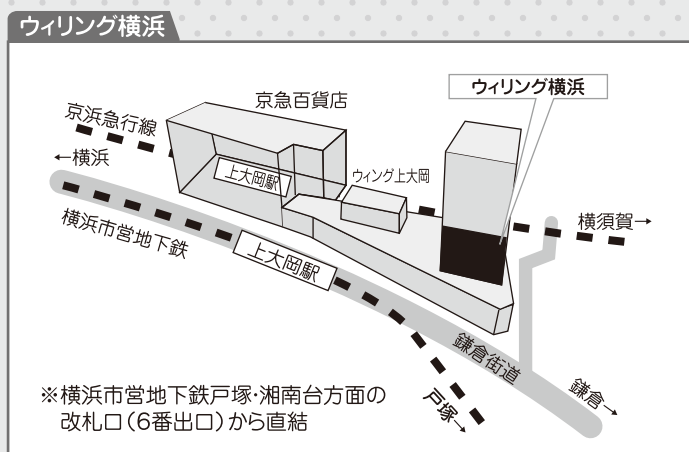 ウィリング横浜
ウィリング横浜
京急百貨店
京浜急行線
←横浜
上大岡駅
ウィング上大岡
横須賀→
横浜市営地下鉄
上大岡駅
鎌倉街道
鎌倉→
戸塚→
※横浜市営地下鉄戸塚・湘南台方面の
改札口（6番出口）から直結